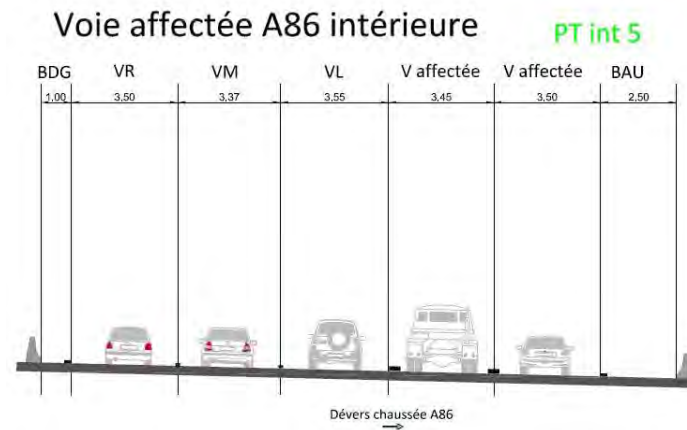 Voie affectée A86 intérieure
PT int 5
BDG VR VM VL V affectée V affectée BAU
1,00 3,50 3,37 3,55 3,45 3,50 2,50
Dévers chaussée A86